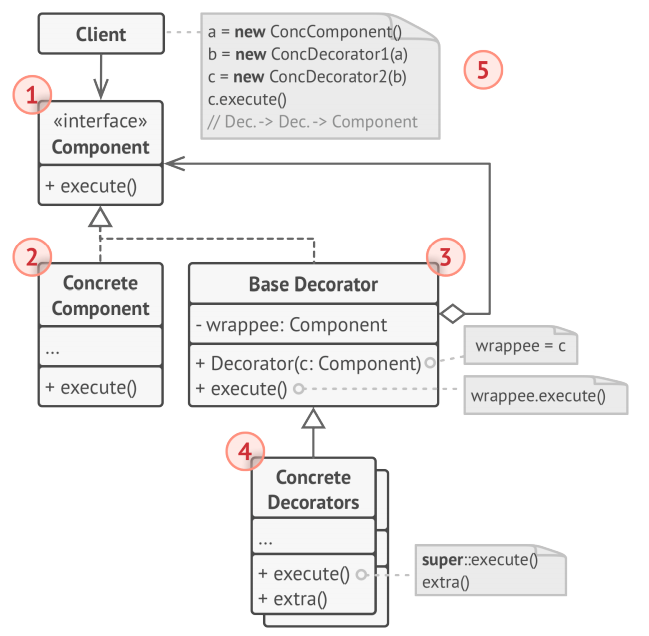 Client
a = new ConcComponent()
b = new ConcDecorator1(a)
c = new ConcDecorator2(b)
c.execute()
// Dec. -> Dec. -> Component
5
1
«interface»
Component
+ execute()
2
Concrete
Component
...
+ execute()
3
Base Decorator
- wrappee: Component
+ Decorator(c: Component)
+ execute()
wrappee = c
wrappee.execute()
4
Concrete
Decorators
...
+ execute()
+ extra()
super::execute()
extra()